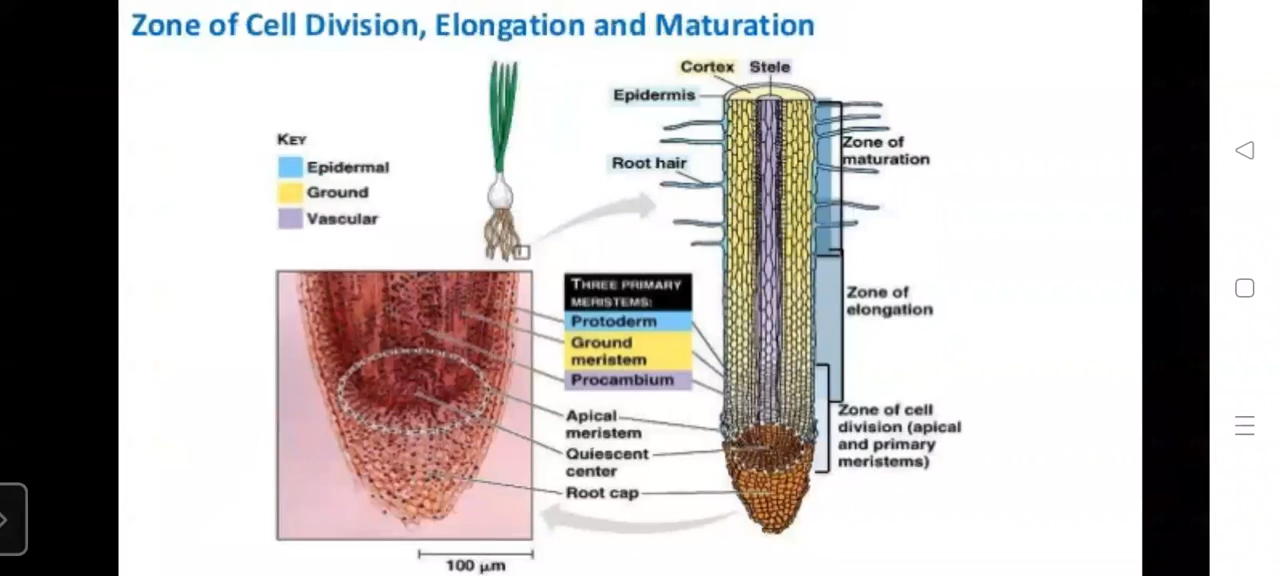 Zone of Cell Division, Elongation and Maturation
Cortex Stele
Epidermis
KEY
Epidermal
Ground
Vascular
Root hair
Zone of
maturation
THREE PRIMARY
MERISTEMS:
Protoderm
Ground
meristem
Procambium
Zone of
elongation
Apical
meristem
Quiescent
center
Root cap
Zone of cell
division (apical
and primary
meristems)
100 µm